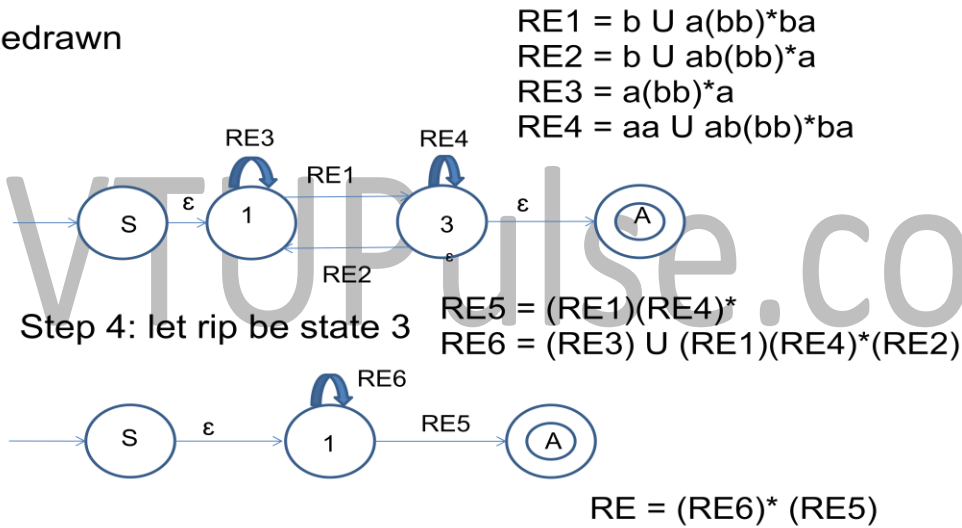 edrawn
RE1 = b U a(bb)*ba
RE2 = b U ab(bb)*a
RE3 = a(bb)*a
RE4 = aa U ab(bb)*ba
RE3
RE4
RE1
S
ε
1
3
ε
A
ε
RE2
VTUPulse.co
Step 4: let rip be state 3
RE5 = (RE1)(RE4)*
RE6 = (RE3) U (RE1)(RE4)*(RE2)
RE6
S
ε
1
RE5
A
RE = (RE6)* (RE5)